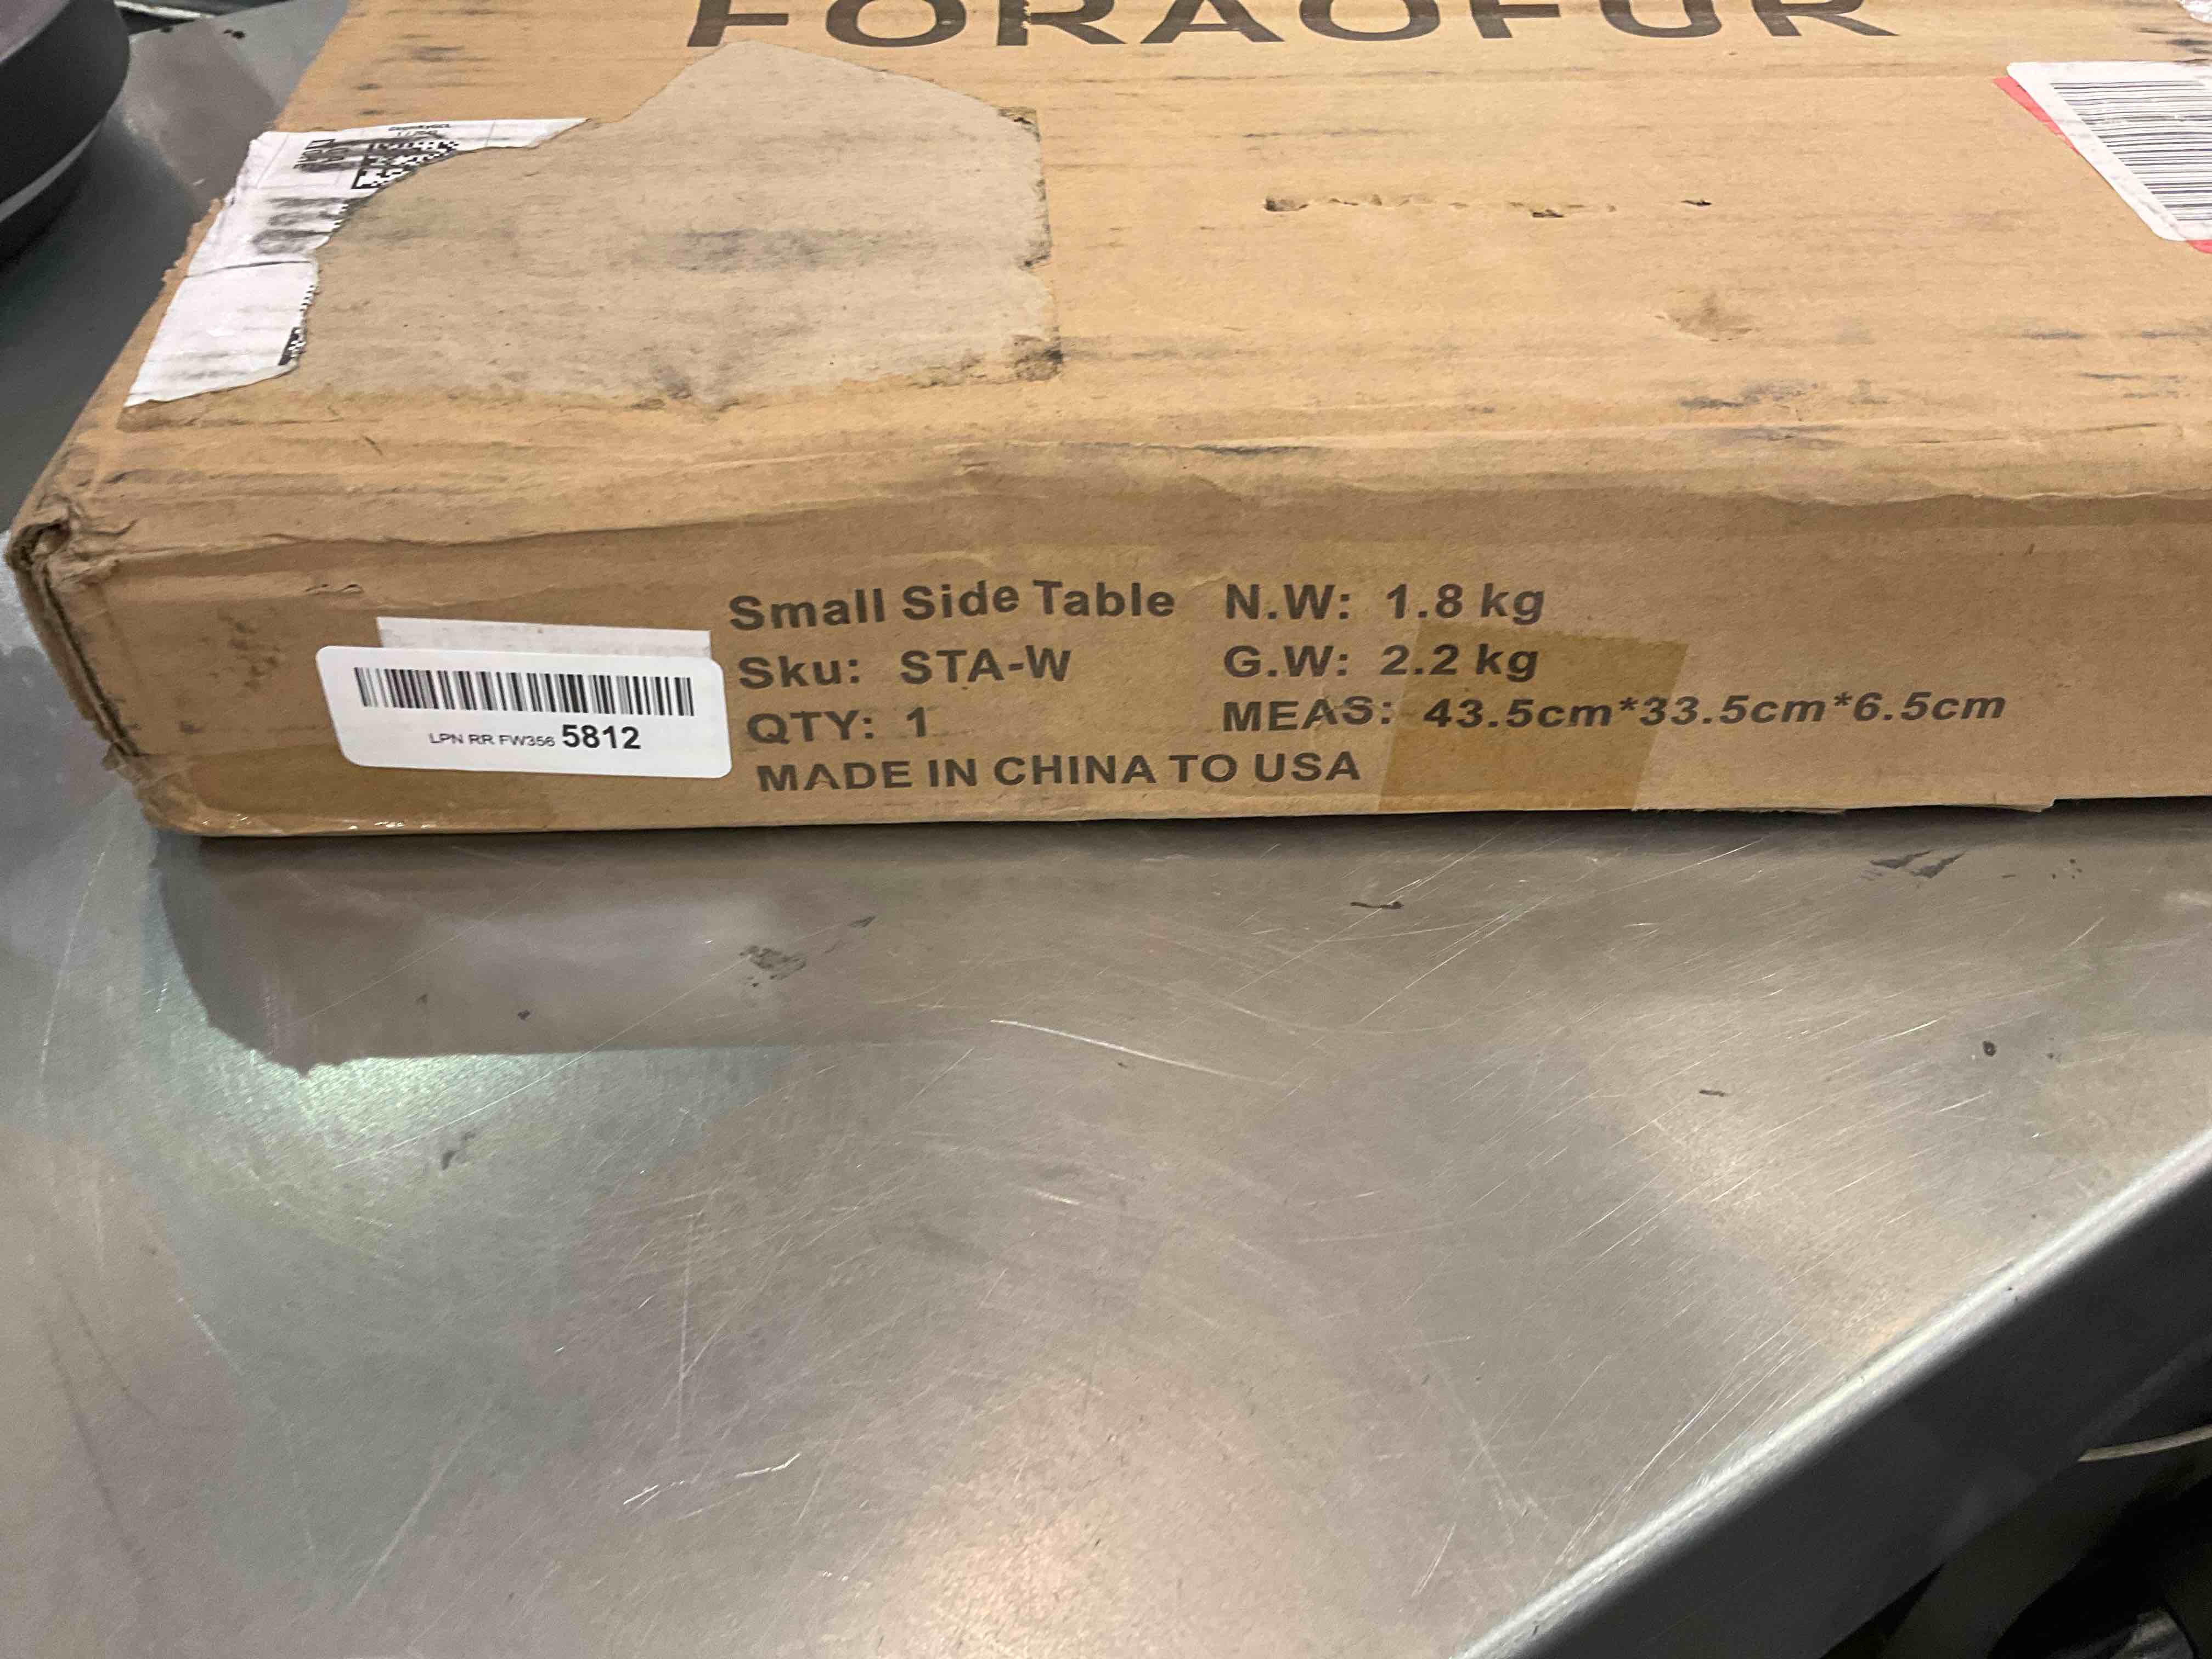 FORAOFUR
Small Side Table N.W: 1.8 kg
Sku: STA-W G.W: 2.2 kg
QTY: 1 MEAS: 43.5cm*33.5cm*6.5cm
MADE IN CHINA TO USA
LPN RR FW356 5812